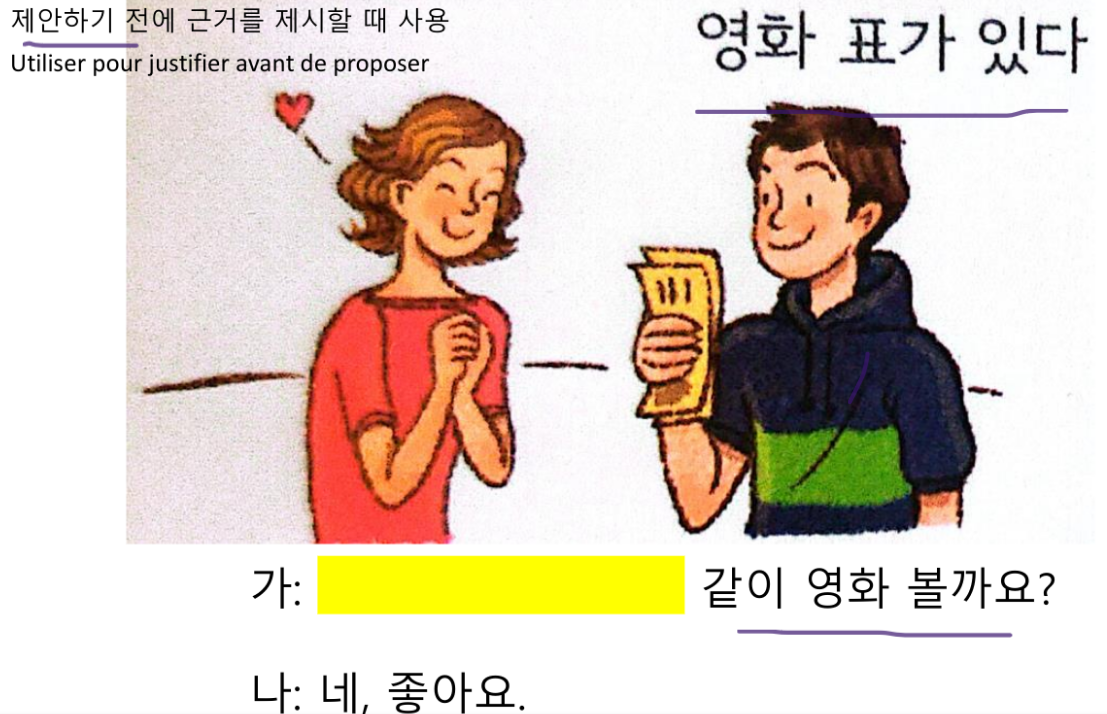 제안하기 전에 근거를 제시할 때 사용
Utiliser pour justifier avant de proposer
영화 표가 있다
가: 같이 영화 볼까요?
나: 네, 좋아요.